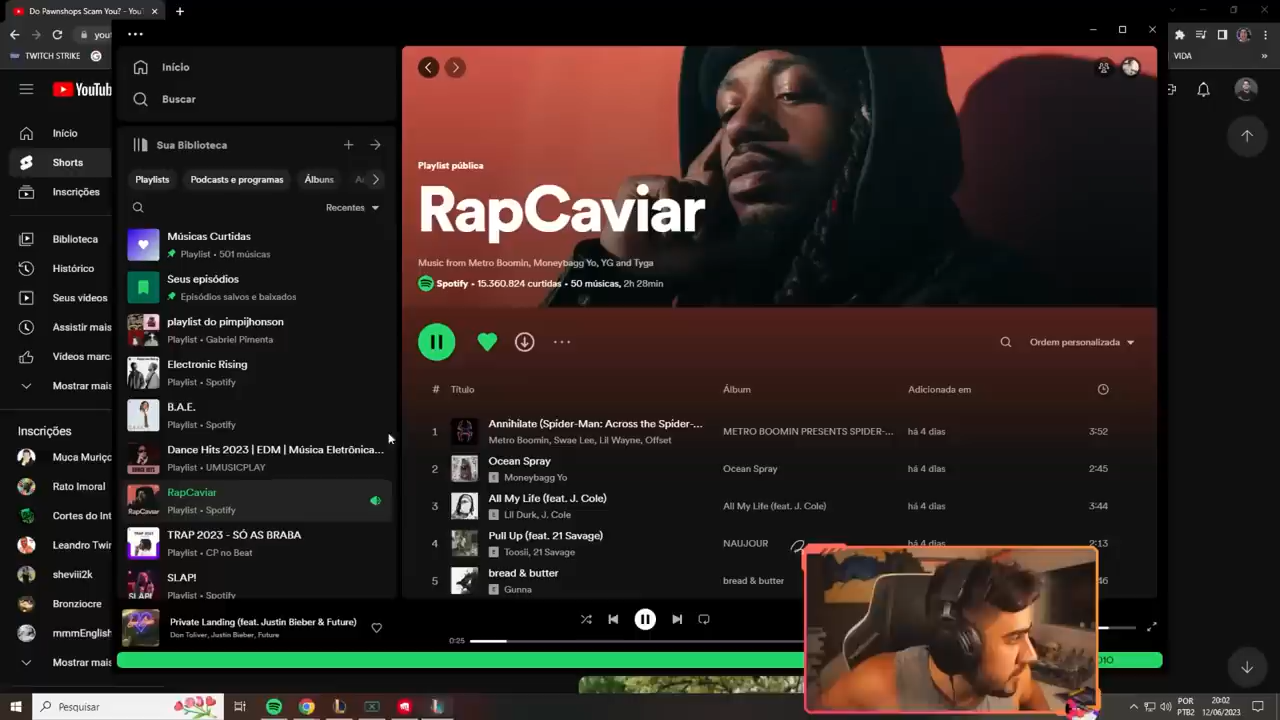 Do Pawnshops Scam You? - YouT
TWITCH STRIKE
VIDA
YouTub
Início
Shorts
Inscrições
Biblioteca
Histórico
Seus vídeos
Assistir mais
Vídeos marc
Mostrar mais
Inscrições
Muca Muriço
Rato Imoral
Cortes do Int
Leandro Twin
sheviii2k
Bronziocre
mmmEnglish
Mostrar mais
Início
Buscar
Sua Biblioteca
Playlists
Podcasts e programas
Álbuns
Recentes
Músicas Curtidas
Playlist • 501 músicas
Seus episódios
Episódios salvos e baixados
playlist do pimpijhonson
Playlist • Gabriel Pimenta
Electronic Rising
Playlist • Spotify
B.A.E.
Playlist • Spotify
Dance Hits 2023 | EDM | Música Eletrônica...
Playlist • UMUSICPLAY
RapCaviar
Playlist • Spotify
TRAP 2023 - SÓ AS BRABA
Playlist • CP no Beat
SLAP!
Playlist • Spotify
Playlist pública
RapCaviar
Music from Metro Boomin, Moneybagg Yo, YG and Tyga
Spotify • 15.360.824 curtidas • 50 músicas, 2h 28min
Ordem personalizada
# Título Álbum Adicionada em
1 Annihilate (Spider-Man: Across the Spider-... METRO BOOMIN PRESENTS SPIDER-... há 4 dias 3:52
Metro Boomin, Swae Lee, Lil Wayne, Offset
2 Ocean Spray Ocean Spray há 4 dias 2:45
E Moneybagg Yo
3 All My Life (feat. J. Cole) All My Life (feat. J. Cole) há 4 dias 3:44
E Lil Durk, J. Cole
4 Pull Up (feat. 21 Savage) NAUJOUR há 4 dias 2:13
E Toosii, 21 Savage
5 bread & butter bread & butter
E Gunna
Private Landing (feat. Justin Bieber & Future)
Don Toliver, Justin Bieber, Future
0:25
Pesquisar
POR
PTB2
20:02
12/06/2023